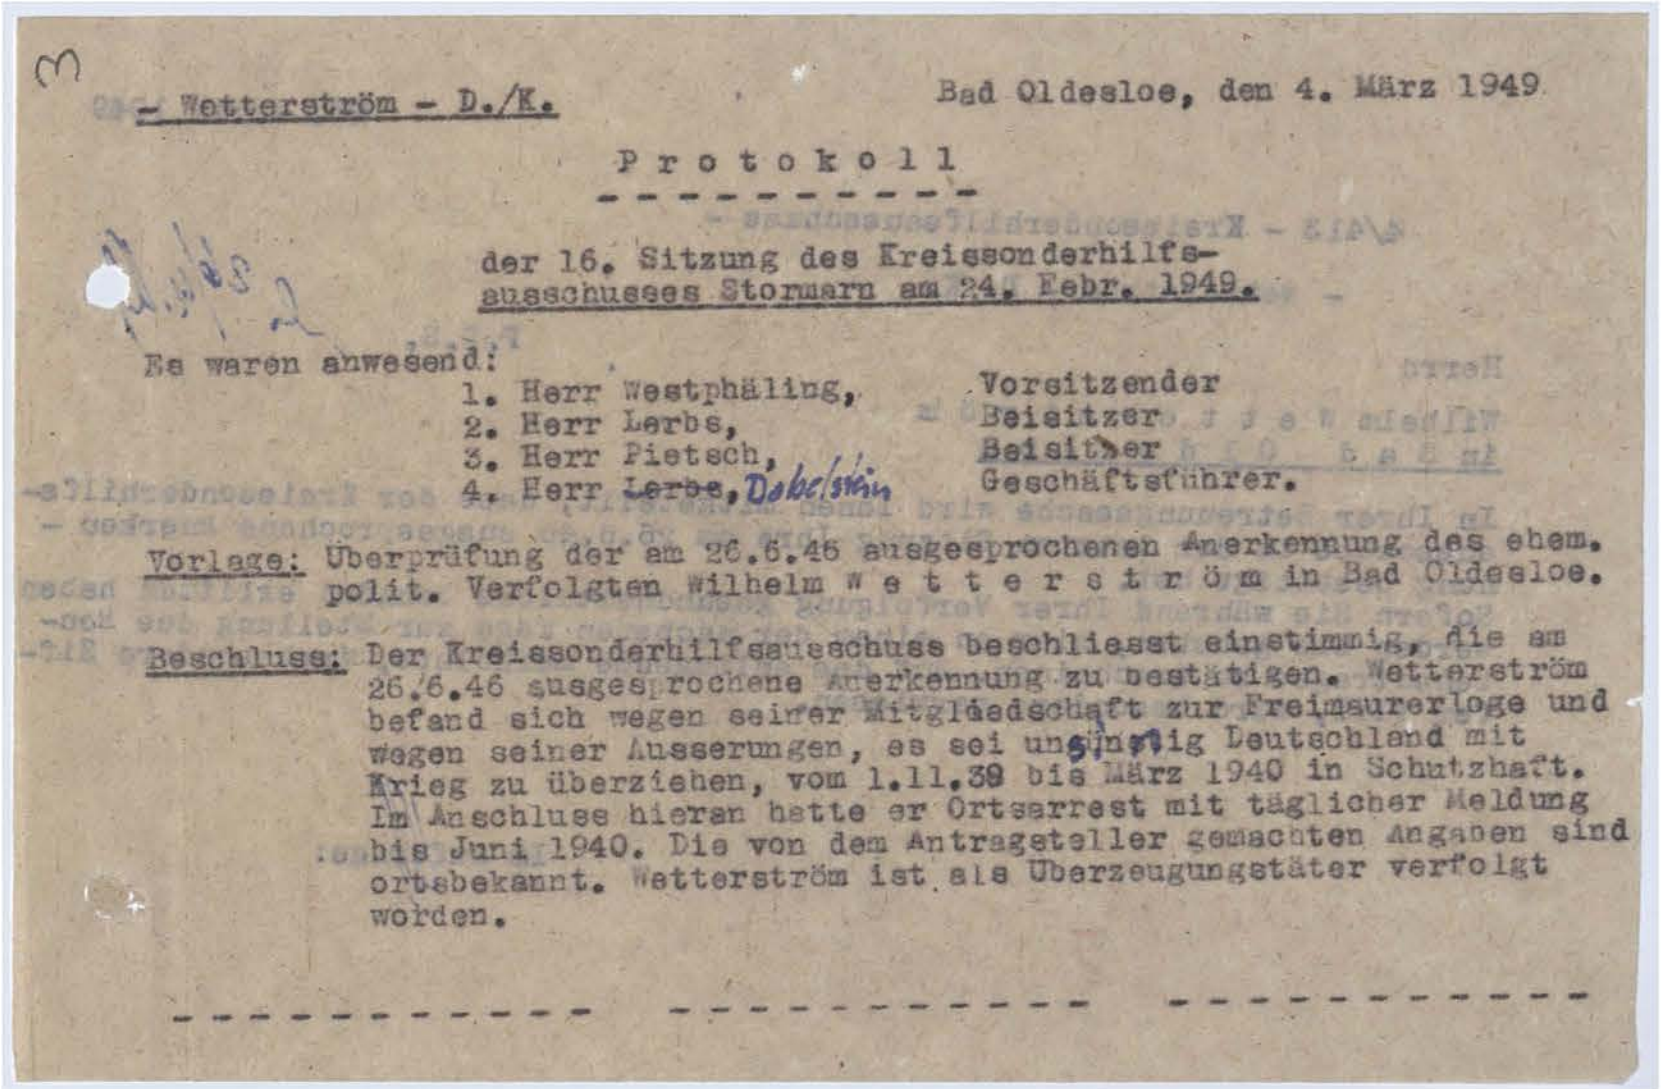 3
- Wetterström - D./K.
Bad Oldesloe, den 4. März 1949
P r o t o k o l l
der 16. Sitzung des Kreissonderhilfs-
ausschusses Stormarn am 24. Febr. 1949.
Es waren anwesend:
1. Herr Westphäling, Vorsitzender
2. Herr Lerbs, Beisitzer
3. Herr Pietsch, Beisitzer
4. Herr Lerbs, Dabelstein Geschäftsführer.
Vorlage: Überprüfung der am 26.6.46 ausgesprochenen Anerkennung des ehem.
polit. Verfolgten Wilhelm W e t t e r s t r ö m in Bad Oldesloe.
Beschluss: Der Kreissonderhilfsausschuss beschliesst einstimmig, die am
26.6.46 ausgesprochene Anerkennung zu bestätigen. Wetterström
befand sich wegen seiner Mitgliedschaft zur Freimaurerloge und
wegen seiner Äusserungen, es sei ungünstig Deutschland mit
Krieg zu überziehen, vom 1.11.39 bis März 1940 in Schutzhaft.
Im Anschluss hieran hatte er Ortsarrest mit täglicher Meldung
bis Juni 1940. Die von dem Antragsteller gemachten Angaben sind
ortsbekannt. Wetterström ist als Überzeugungstäter verfolgt
worden.